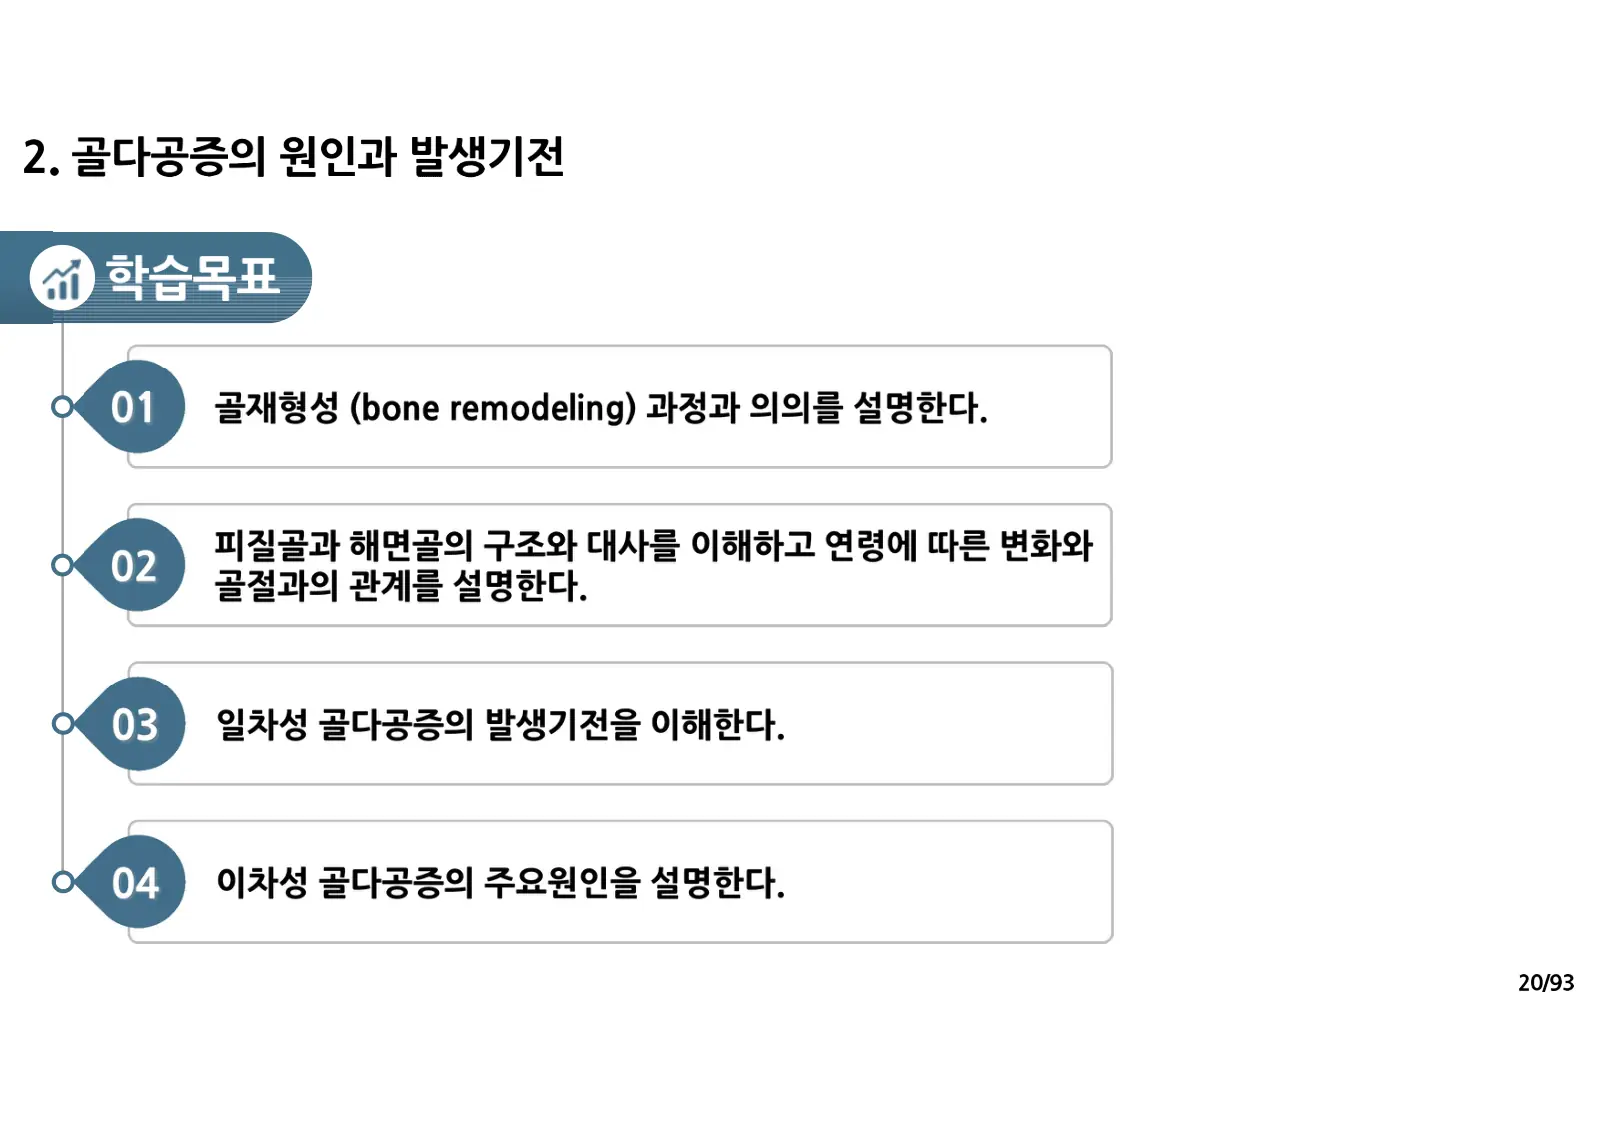 2. 골다공증의 원인과 발생기전
학습목표
01
골재형성 (bone remodeling) 과정과 의의를 설명한다.
02
피질골과 해면골의 구조와 대사를 이해하고 연령에 따른 변화와
골절과의 관계를 설명한다.
03
일차성 골다공증의 발생기전을 이해한다.
04
이차성 골다공증의 주요원인을 설명한다.
20/93